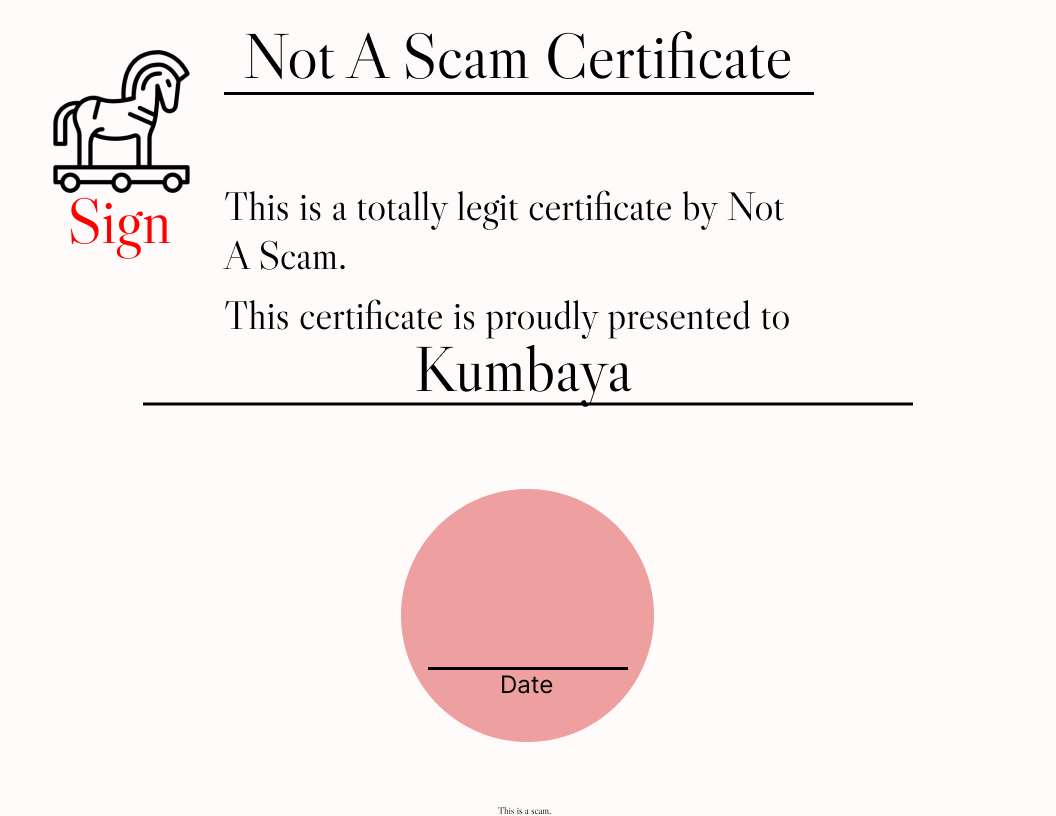 Not A Scam Certificate
Sign
This is a totally legit certificate by Not
A Scam.
This certificate is proudly presented to
Kumbaya
Date
This is a scam.